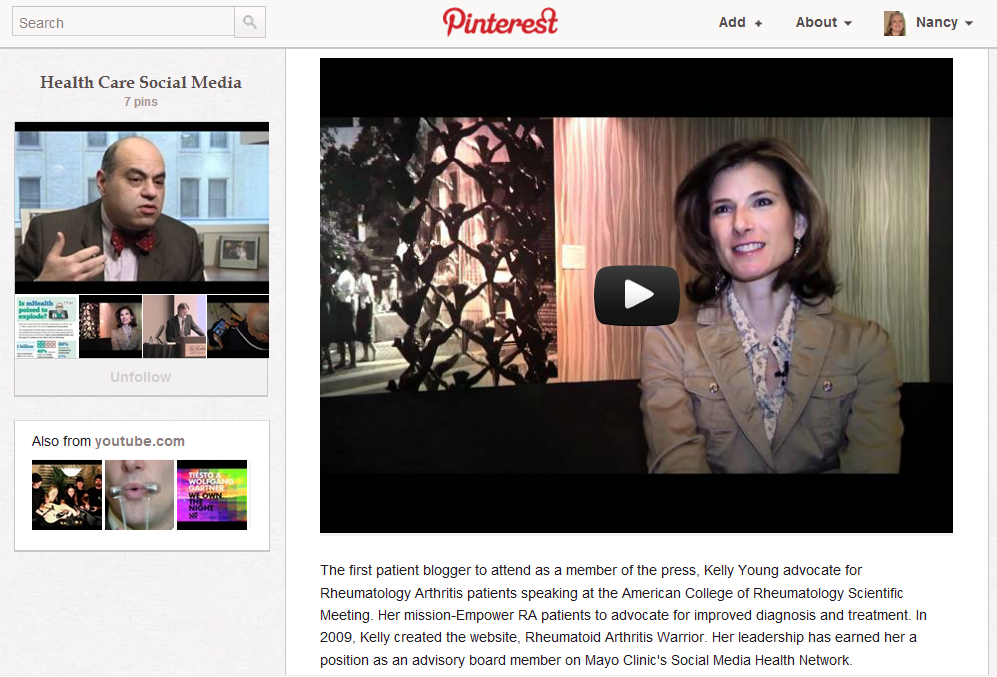 Search
Pinterest
Add +
About
Nancy
Health Care Social Media
7 pins
Is mHealth
poised to
explode?
Unfollow
Also from youtube.com
TIËSTO &
WOLFGANG
GARTNER
WE OWN
THE
NIGHT
The first patient blogger to attend as a member of the press, Kelly Young advocate for
Rheumatology Arthritis patients speaking at the American College of Rheumatology Scientific
Meeting. Her mission-Empower RA patients to advocate for improved diagnosis and treatment. In
2009, Kelly created the website, Rheumatoid Arthritis Warrior. Her leadership has earned her a
position as an advisory board member on Mayo Clinic's Social Media Health Network.